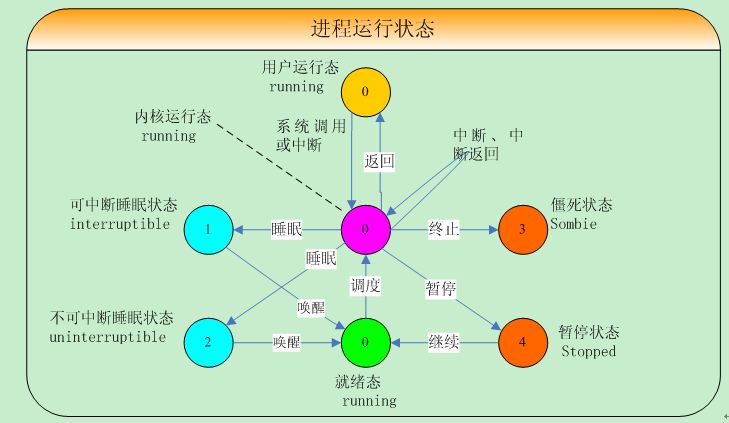 进程运行状态
用户运行态
running
0
内核运行态
running
系统调用
或中断
返回
中断、中
断返回
可中断睡眠状态
interruptible
1
睡眠
0
终止
3
僵死状态
Sombie
睡眠
唤醒
调度
暂停
不可中断睡眠状态
uninterruptible
2
唤醒
0
继续
4
暂停状态
Stopped
就绪态
running